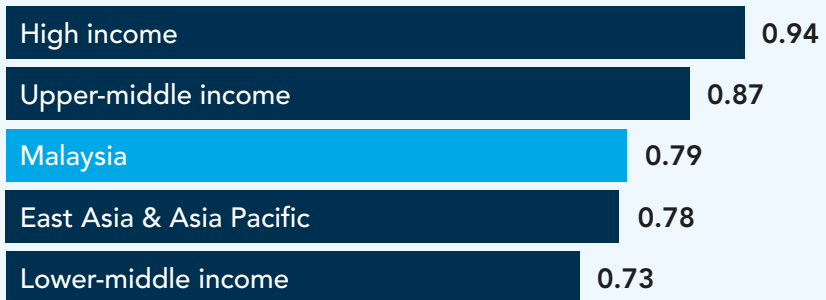 High income 0.94
Upper-middle income 0.87
Malaysia 0.79
East Asia & Asia Pacific 0.78
Lower-middle income 0.73